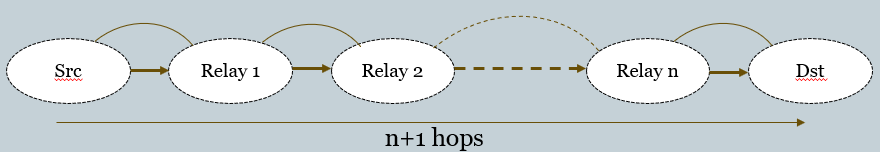 Src
Relay 1
Relay 2
Relay n
Dst
n+1 hops